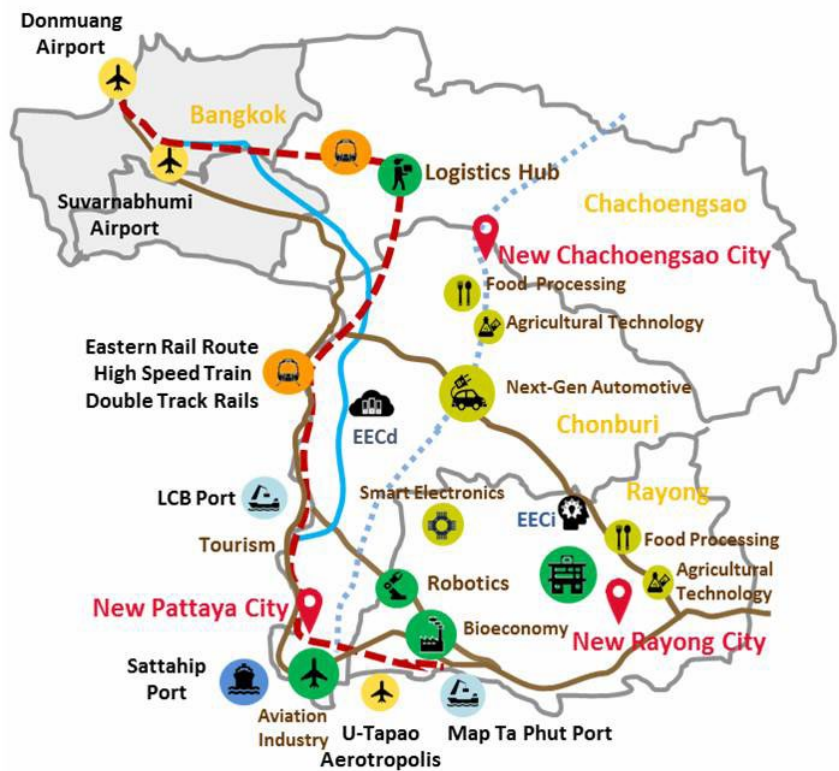 Donmuang
Airport
Bangkok
Suvarnabhumi
Airport
Logistics Hub
Chachoengsao
New Chachoengsao City
Food Processing
Agricultural Technology
Eastern Rail Route
High Speed Train
Double Track Rails
Next-Gen Automotive
EECd
Chonburi
LCB Port
Smart Electronics
Rayong
EECi
Tourism
Food Processing
Robotics
Agricultural
Technology
New Pattaya City
Bioeconomy
New Rayong City
Sattahip
Port
Aviation
Industry
U-Tapao
Aerotropolis
Map Ta Phut Port